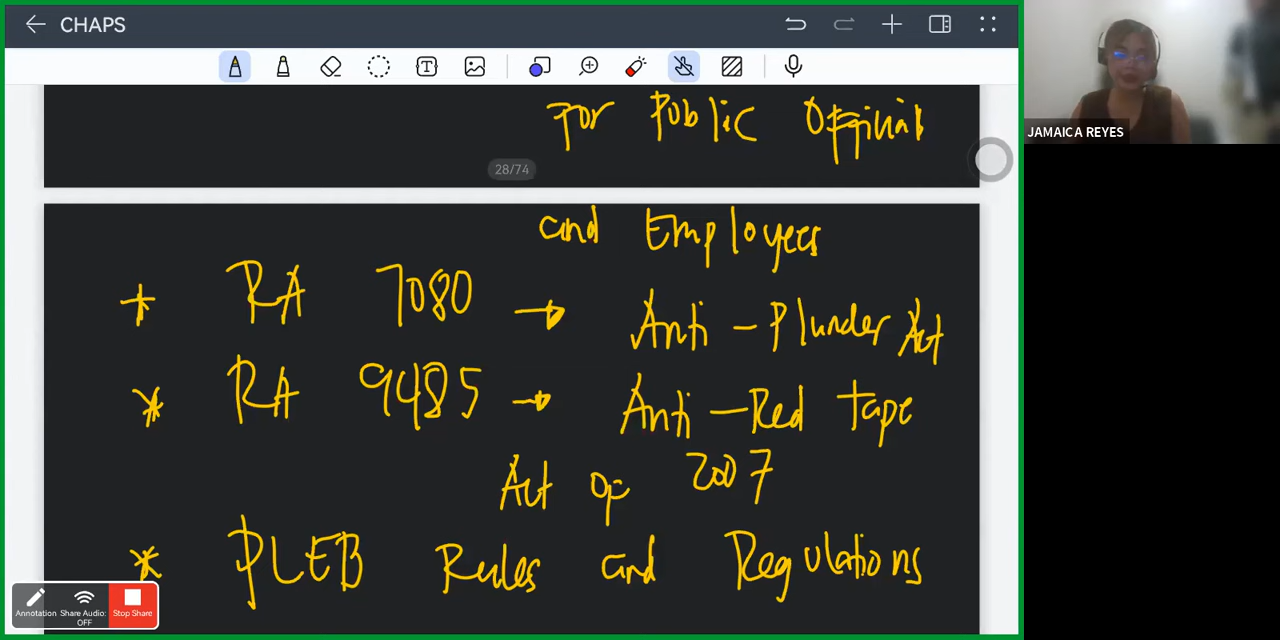 CHAPS
JAMAICA REYES
For Public Official
28/74
and Employees
* RA 7080 → Anti - Plunder Act
* RA 9485 → Anti - Red tape
Act of 2007
* PLEB Rules and Regulations
Annotation Share Audio: OFF Stop Share